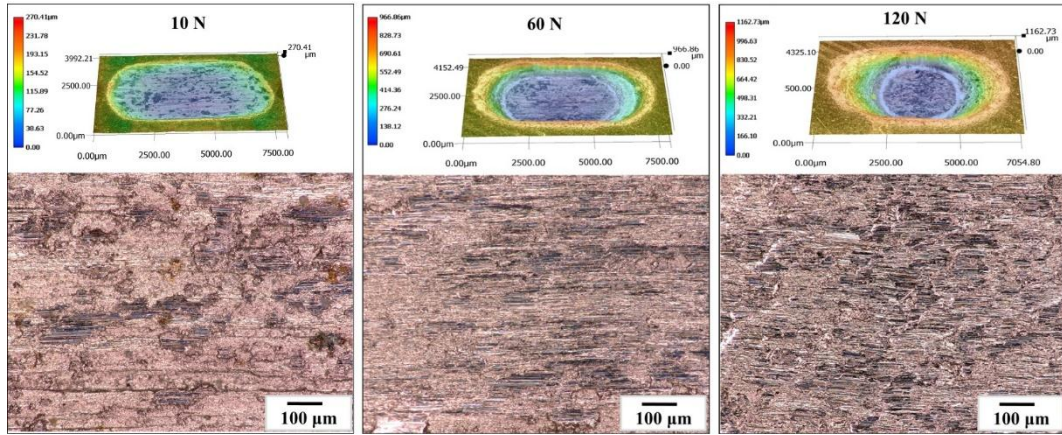 10 N
270.41µm
231.78
193.15
154.52
115.89
77.26
38.63
0.00
3992.21
2500.00
0.00µm
270.41
µm
0.00µm
2500.00
5000.00
7500.00
100 µm
60 N
966.86µm
828.73
690.61
552.49
414.36
276.24
138.12
0.00
4152.49
2500.00
0.00µm
966.86
µm
0.00
0.00µm
2500.00
5000.00
7500.00
100 µm
120 N
1162.73µm
996.63
830.52
664.42
498.31
332.21
166.10
0.00
4325.10
500.00
0.00µm
1162.73
µm
0.00
0.00µm
2500.00
5000.00
7054.80
100 µm